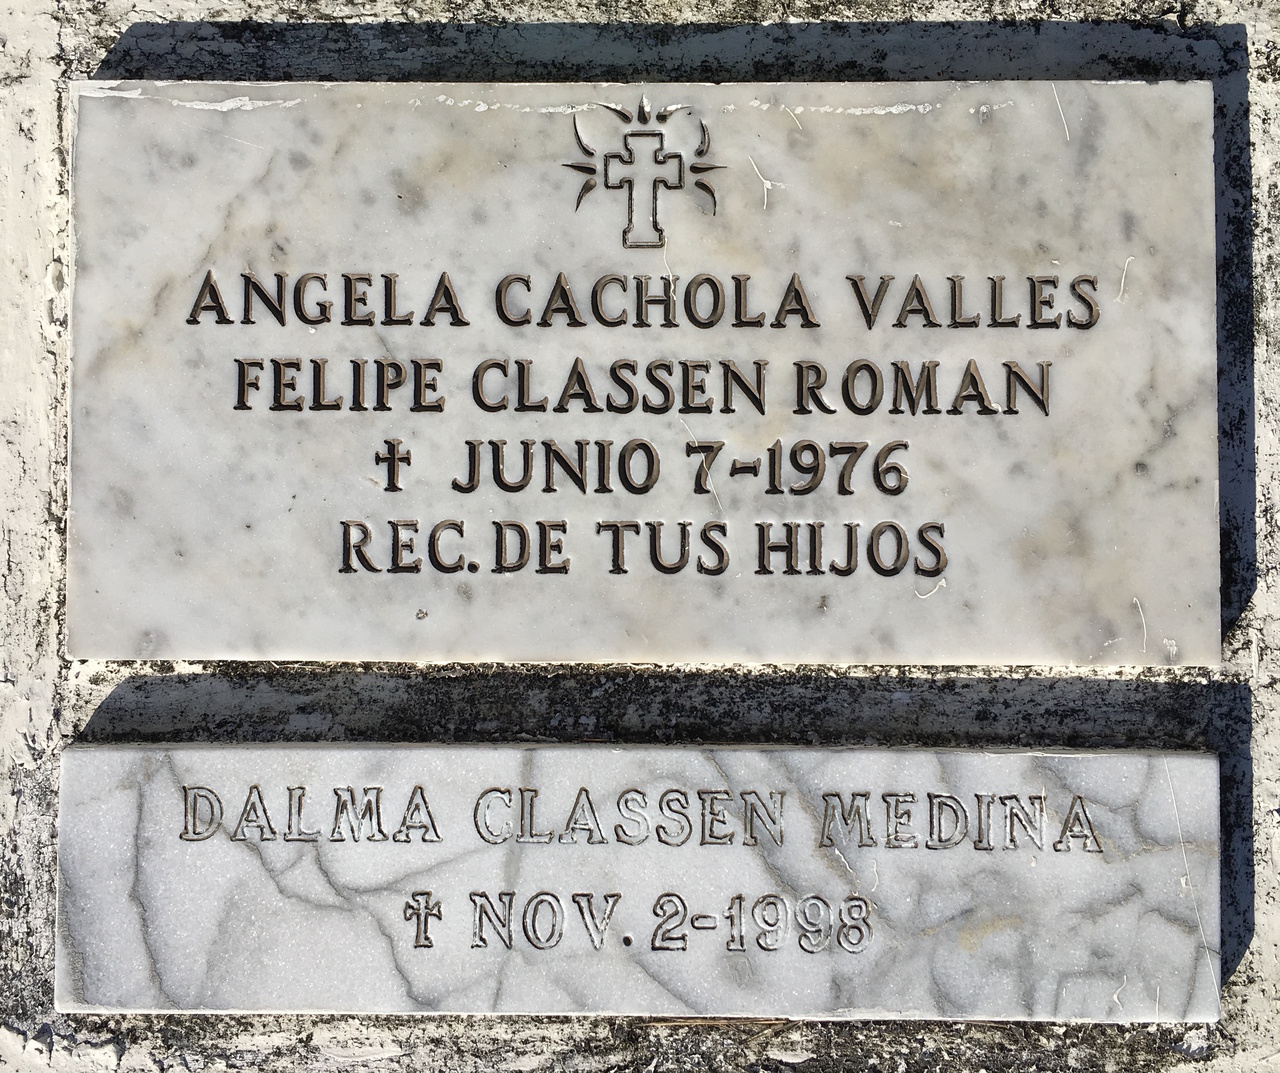 ANGELA CACHOLA VALLES
FELIPE CLASSEN ROMAN
† JUNIO 7-1976
REC. DE TUS HIJOS
DALMA CLASSEN MEDINA
† NOV. 2-1998